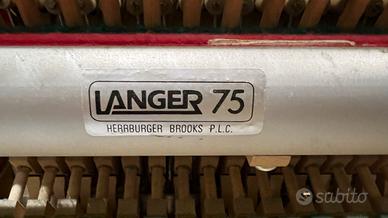 LANGER 75
HERRBURGER BROOKS P.L.C.
subito